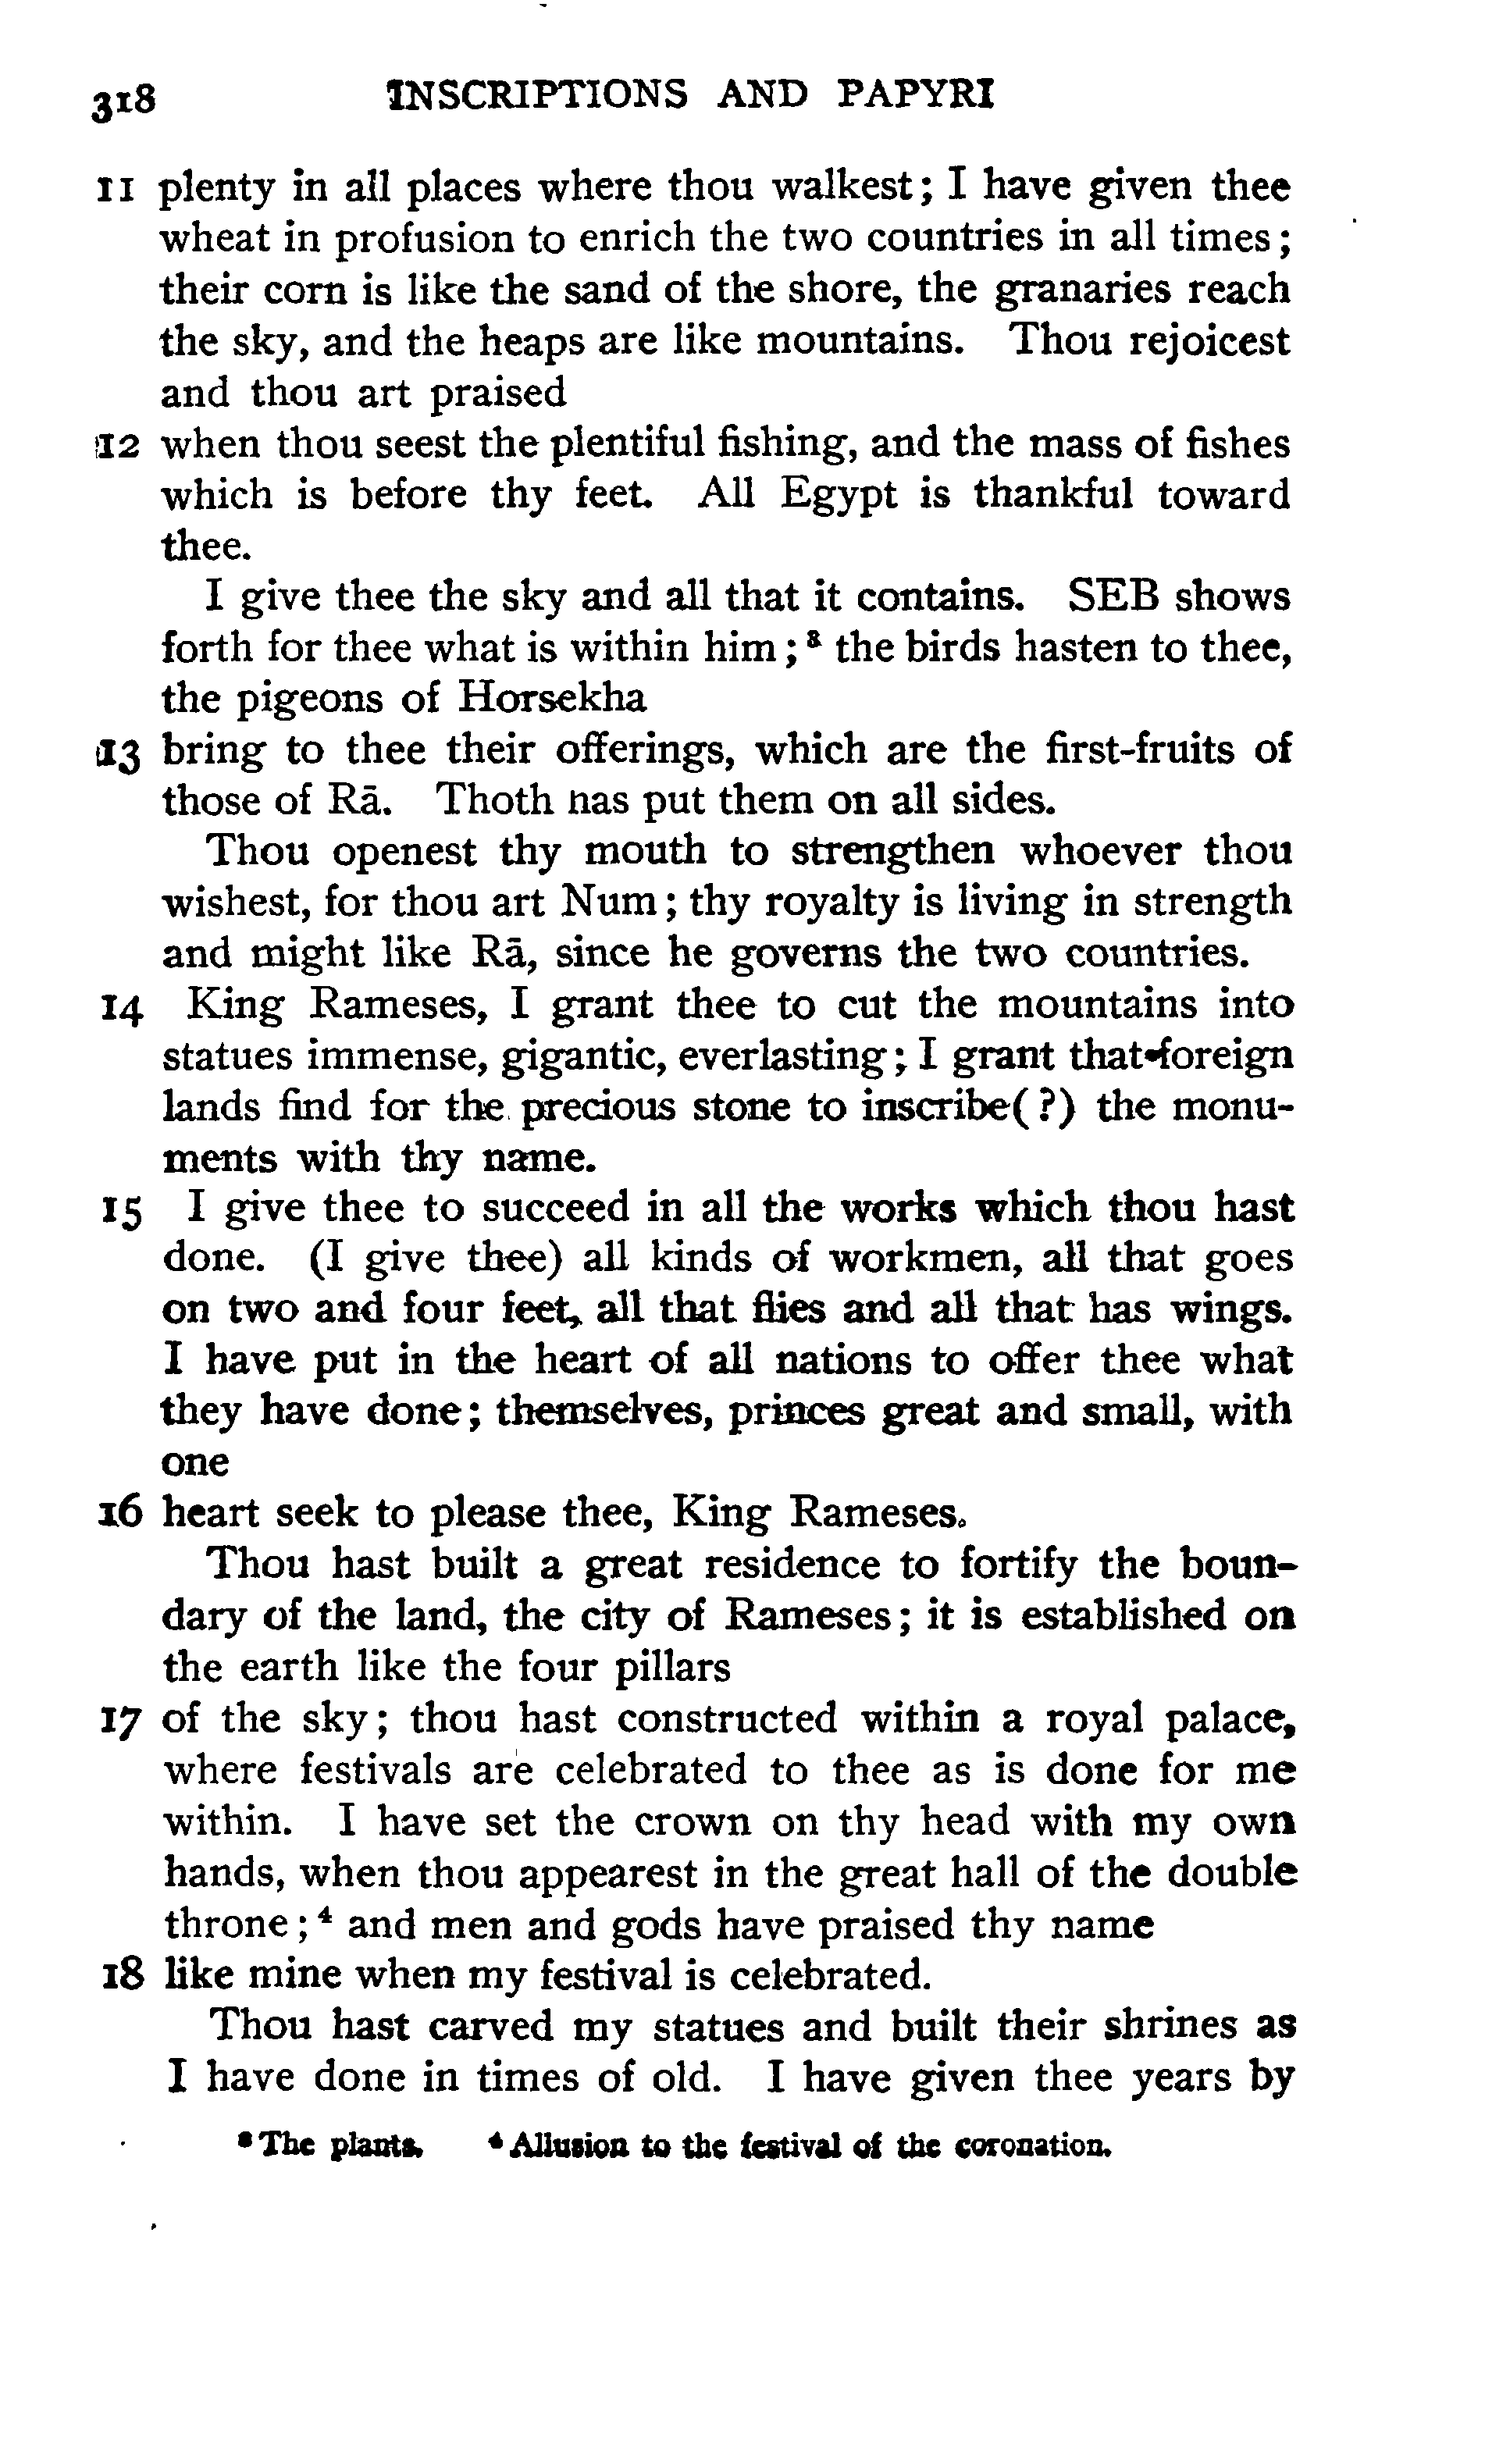 318 INSCRIPTIONS AND PAPYRI
11 plenty in all places where thou walkest; I have given thee
wheat in profusion to enrich the two countries in all times;
their corn is like the sand of the shore, the granaries reach
the sky, and the heaps are like mountains. Thou rejoicest
and thou art praised
12 when thou seest the plentiful fishing, and the mass of fishes
which is before thy feet. All Egypt is thankful toward
thee.
I give thee the sky and all that it contains. SEB shows
forth for thee what is within him;³ the birds hasten to thee,
the pigeons of Horsekha
13 bring to thee their offerings, which are the first-fruits of
those of Rā. Thoth has put them on all sides.
Thou openest thy mouth to strengthen whoever thou
wishest, for thou art Num; thy royalty is living in strength
and might like Rā, since he governs the two countries.
14 King Rameses, I grant thee to cut the mountains into
statues immense, gigantic, everlasting; I grant that foreign
lands find for the precious stone to inscribe(?) the monu-
ments with thy name.
15 I give thee to succeed in all the works which thou hast
done. (I give thee) all kinds of workmen, all that goes
on two and four feet, all that flies and all that has wings.
I have put in the heart of all nations to offer thee what
they have done; themselves, princes great and small, with
one
16 heart seek to please thee, King Rameses.
Thou hast built a great residence to fortify the boun-
dary of the land, the city of Rameses; it is established on
the earth like the four pillars
17 of the sky; thou hast constructed within a royal palace,
where festivals are celebrated to thee as is done for me
within. I have set the crown on thy head with my own
hands, when thou appearest in the great hall of the double
throne;⁴ and men and gods have praised thy name
18 like mine when my festival is celebrated.
Thou hast carved my statues and built their shrines as
I have done in times of old. I have given thee years by
³ The plants. ⁴ Allusion to the festival of the coronation.